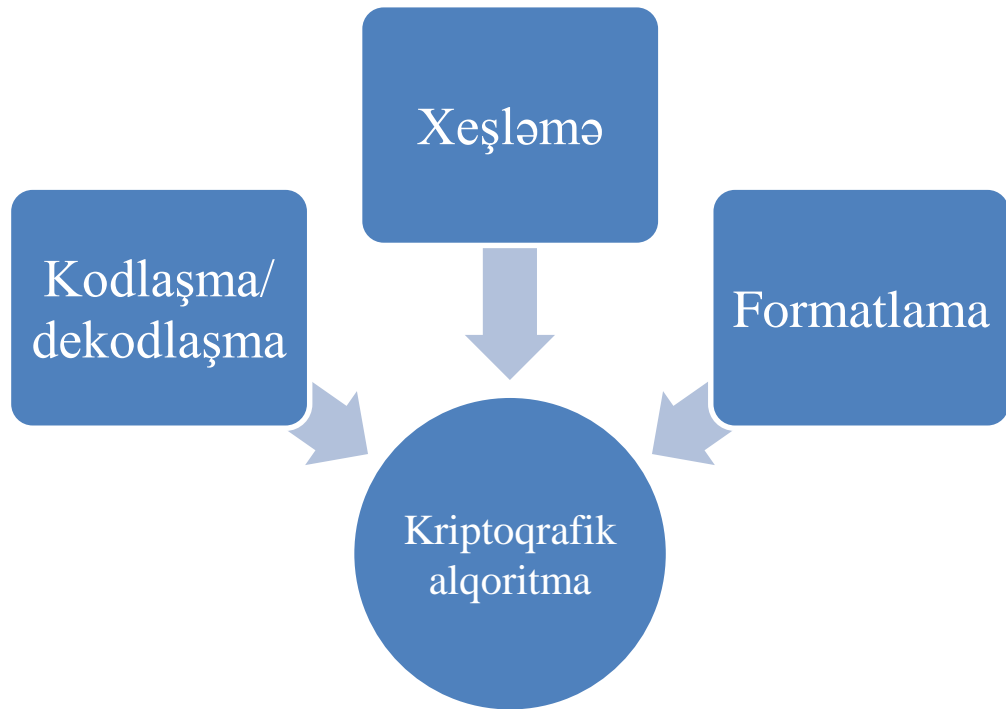 Xeşləmə
Kodlaşma/
dekodlaşma
Formatlama
Kriptoqrafik
alqoritma